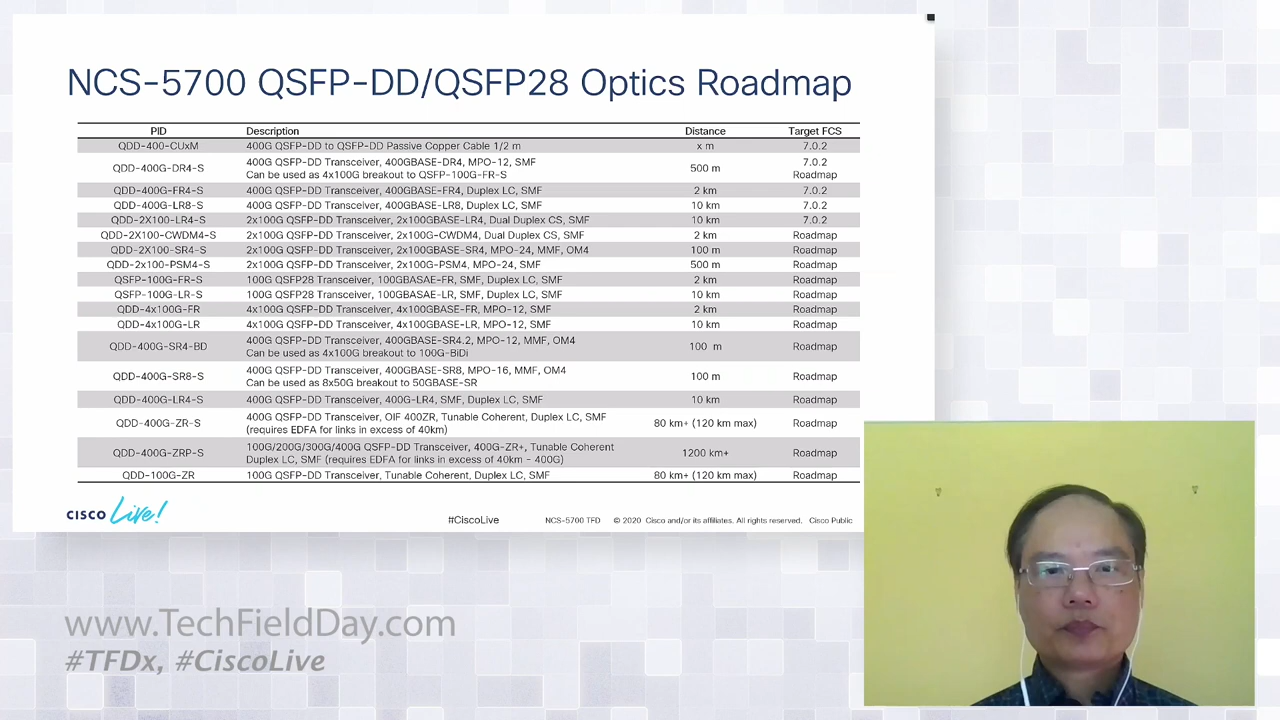 NCS-5700 QSFP-DD/QSFP28 Optics Roadmap
PID Description Distance Target FCS
QDD-400-CUxM 400G QSFP-DD to QSFP-DD Passive Copper Cable 1/2 m x m 7.0.2
QDD-400G-DR4-S 400G QSFP-DD Transceiver, 400GBASE-DR4, MPO-12, SMF 500 m 7.0.2
Can be used as 4x100G breakout to QSFP-100G-FR-S Roadmap
QDD-400G-FR4-S 400G QSFP-DD Transceiver, 400GBASE-FR4, Duplex LC, SMF 2 km 7.0.2
QDD-400G-LR8-S 400G QSFP-DD Transceiver, 400GBASE-LR8, Duplex LC, SMF 10 km 7.0.2
QDD-2X100-LR4-S 2x100G QSFP-DD Transceiver, 2x100GBASE-LR4, Dual Duplex CS, SMF 10 km 7.0.2
QDD-2X100-CWDM4-S 2x100G QSFP-DD Transceiver, 2x100G-CWDM4, Dual Duplex CS, SMF 2 km Roadmap
QDD-2X100-SR4-S 2x100G QSFP-DD Transceiver, 2x100GBASE-SR4, MPO-24, MMF, OM4 100 m Roadmap
QDD-2x100-PSM4-S 2x100G QSFP-DD Transceiver, 2x100G-PSM4, MPO-24, SMF 500 m Roadmap
QSFP-100G-FR-S 100G QSFP28 Transceiver, 100GBASAE-FR, SMF, Duplex LC, SMF 2 km Roadmap
QSFP-100G-LR-S 100G QSFP28 Transceiver, 100GBASAE-LR, SMF, Duplex LC, SMF 10 km Roadmap
QDD-4x100G-FR 4x100G QSFP-DD Transceiver, 4x100GBASE-FR, MPO-12, SMF 2 km Roadmap
QDD-4x100G-LR 4x100G QSFP-DD Transceiver, 4x100GBASE-LR, MPO-12, SMF 10 km Roadmap
QDD-400G-SR4-BD 400G QSFP-DD Transceiver, 400GBASE-SR4.2, MPO-12, MMF, OM4 100 m Roadmap
Can be used as 4x100G breakout to 100G-BiDi
QDD-400G-SR8-S 400G QSFP-DD Transceiver, 400GBASE-SR8, MPO-16, MMF, OM4 100 m Roadmap
Can be used as 8x50G breakout to 50GBASE-SR
QDD-400G-LR4-S 400G QSFP-DD Transceiver, 400G-LR4, SMF, Duplex LC, SMF 10 km Roadmap
QDD-400G-ZR-S 400G QSFP-DD Transceiver, OIF 400ZR, Tunable Coherent, Duplex LC, SMF 80 km+ (120 km max) Roadmap
(requires EDFA for links in excess of 40km)
QDD-400G-ZRP-S 100G/200G/300G/400G QSFP-DD Transceiver, 400G-ZR+, Tunable Coherent 1200 km+ Roadmap
Duplex LC, SMF (requires EDFA for links in excess of 40km - 400G)
QDD-100G-ZR 100G QSFP-DD Transceiver, Tunable Coherent, Duplex LC, SMF 80 km+ (120 km max) Roadmap
CISCO Live! #CiscoLive NCS-5700 TFD © 2020 Cisco and/or its affiliates. All rights reserved. Cisco Public
www.TechFieldDay.com
#TFDx, #CiscoLive